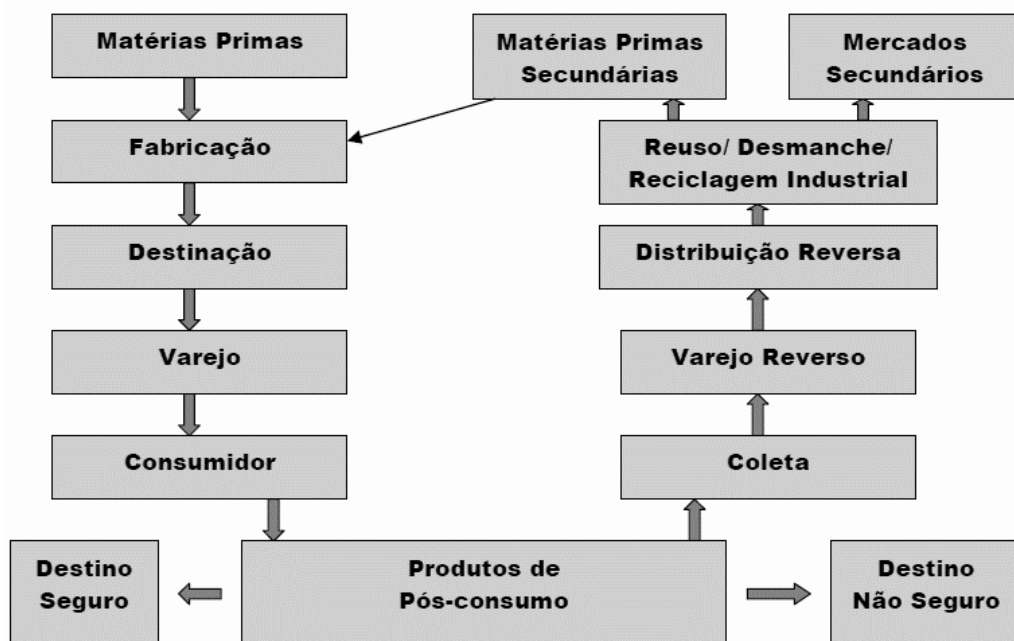 Matérias Primas
Fabricação
Destinação
Varejo
Consumidor
Matérias Primas
Secundárias
Mercados
Secundários
Reuso/ Desmanche/
Reciclagem Industrial
Distribuição Reversa
Varejo Reverso
Coleta
Destino
Seguro
Produtos de
Pós-consumo
Destino
Não Seguro